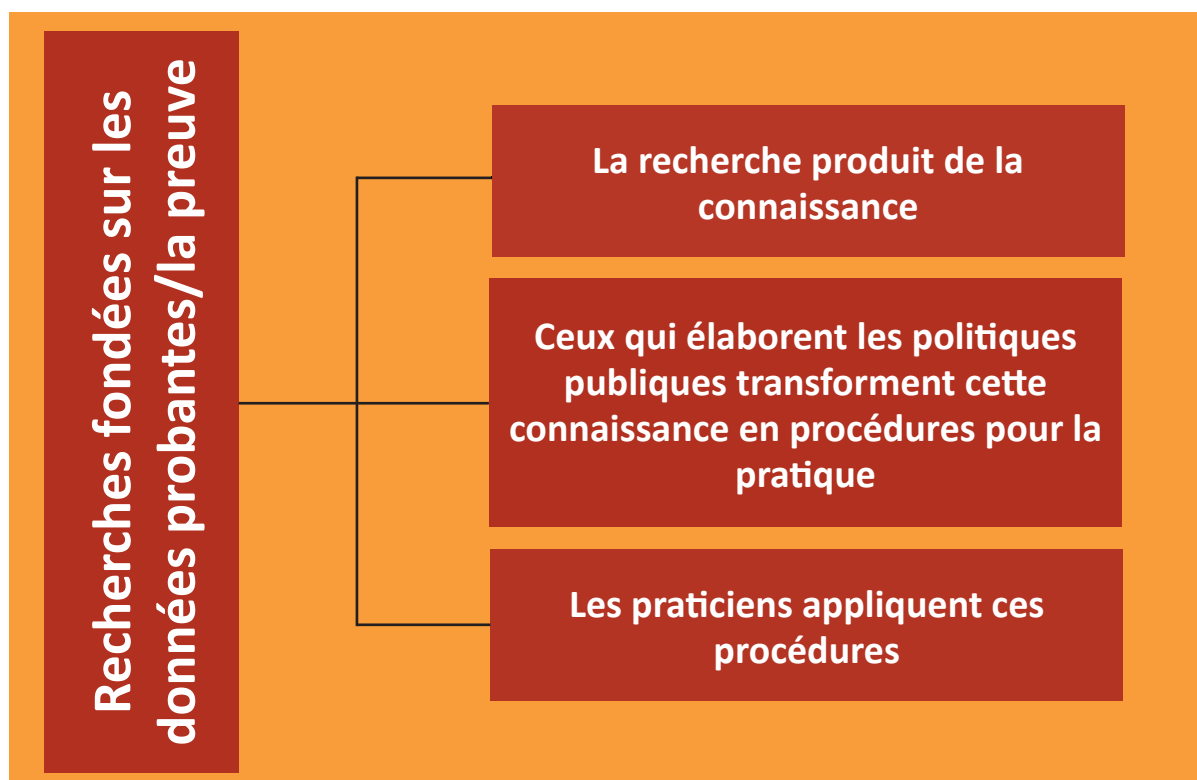 Recherches fondées sur les
données probantes/la preuve
La recherche produit de la
connaissance
Ceux qui élaborent les politiques
publiques transforment cette
connaissance en procédures pour la
pratique
Les praticiens appliquent ces
procédures